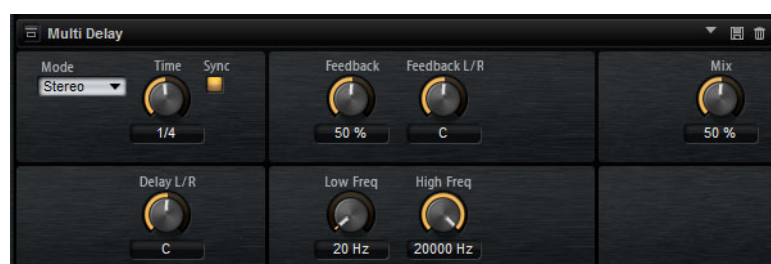 Multi Delay
Mode Time Sync Feedback Feedback L/R Mix
Stereo
1/4 50 % C 50 %
Delay L/R Low Freq High Freq
C 20 Hz 20000 Hz